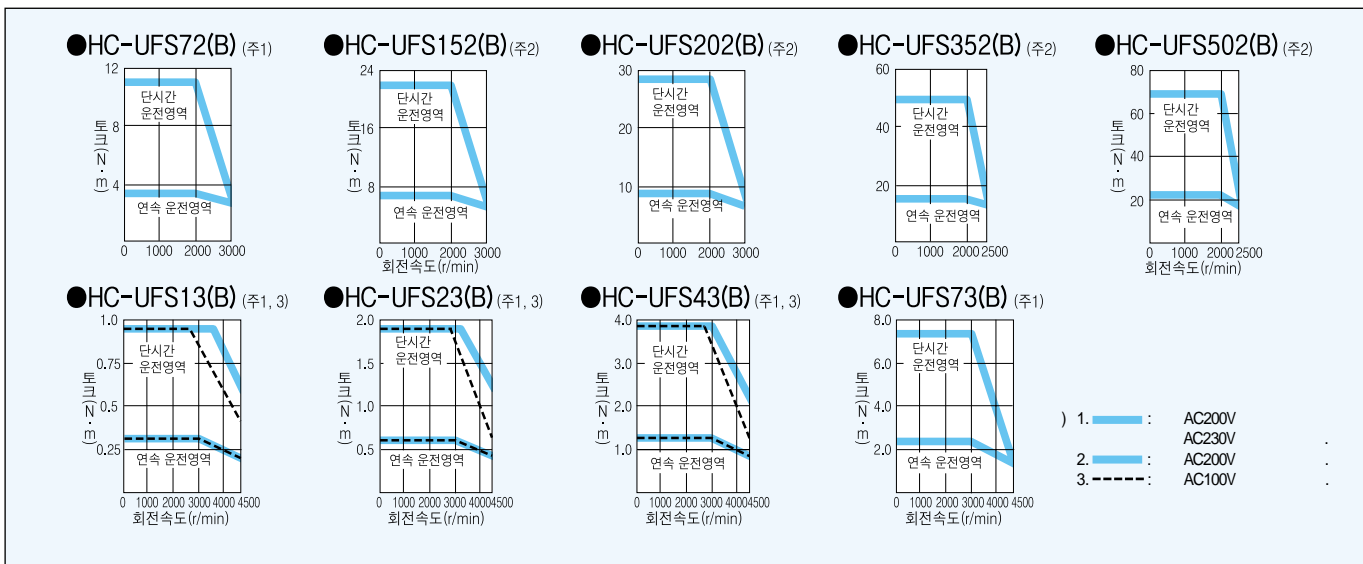 ●HC-UFS72(B) (주1)
12
8
4
토크(N·m)
단시간
운전영역
연속 운전영역
0 1000 2000 3000
●HC-UFS152(B) (주2)
24
16
8
토크(N·m)
단시간
운전영역
연속 운전영역
0 1000 2000 3000
회전속도(r/min)
●HC-UFS202(B) (주2)
30
20
10
단시간
운전영역
연속 운전영역
0 1000 2000 3000
●HC-UFS352(B) (주2)
60
40
20
단시간
운전영역
연속 운전영역
0 1000 2000 2500
●HC-UFS502(B) (주2)
80
60
40
20
단시간
운전영역
연속 운전영역
0 1000 2000 2500
●HC-UFS13(B) (주1, 3)
1.0
0.75
0.5
0.25
토크(N·m)
단시간
운전영역
연속 운전영역
0 1000 2000 3000 4000 4500
회전속도(r/min)
●HC-UFS23(B) (주1, 3)
2.0
1.5
1.0
0.5
토크(N·m)
단시간
운전영역
연속 운전영역
0 1000 2000 3000 4000 4500
회전속도(r/min)
●HC-UFS43(B) (주1, 3)
4.0
3.0
2.0
1.0
토크(N·m)
단시간
운전영역
연속 운전영역
0 1000 2000 3000 4000 4500
회전속도(r/min)
●HC-UFS73(B) (주1)
8.0
6.0
4.0
2.0
토크(N·m)
단시간
운전영역
연속 운전영역
0 1000 2000 3000 4000 4500
회전속도(r/min)
) 1. : AC200V
AC230V .
2. : AC200V .
3. : AC100V .